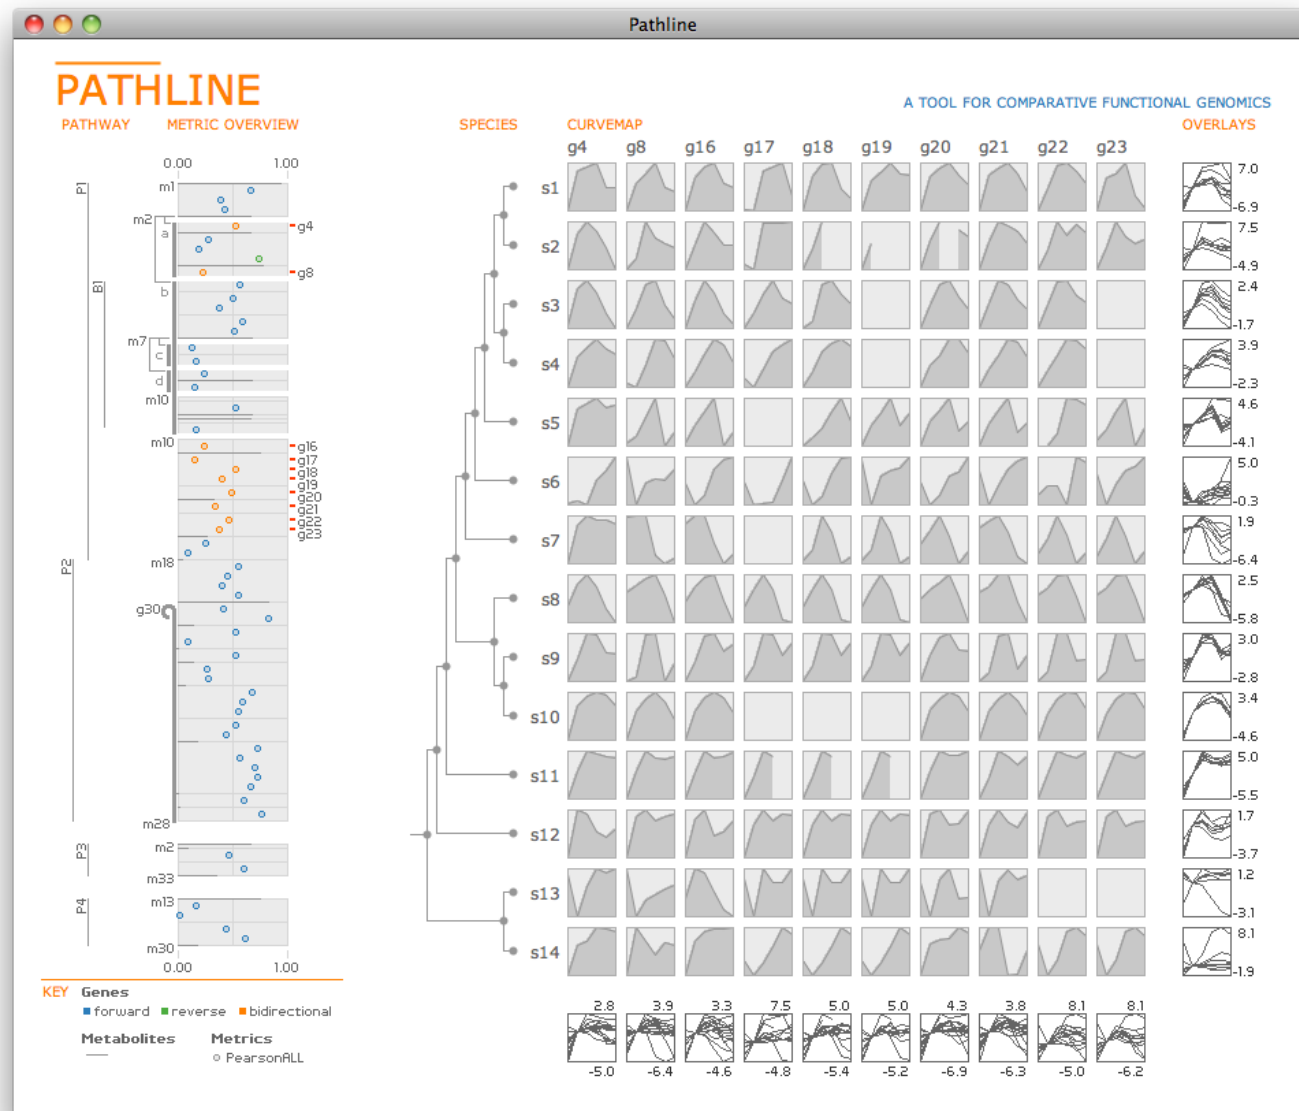 Pathline
PATHLINE
A TOOL FOR COMPARATIVE FUNCTIONAL GENOMICS
PATHWAY METRIC OVERVIEW SPECIES CURVEMAP OVERLAYS
g4 g8 g16 g17 g18 g19 g20 g21 g22 g23
0.00 1.00
P1
m1
m2
a
g4
g8
B1
b
m7
c
d
m10
m10
g16
g17
g18
g19
g20
g21
g22
g23
P2
m18
g30
m28
P3
m2
m33
P4
m13
m30
0.00 1.00
s1 7.0 -6.9
s2 7.5 -4.9
s3 2.4 -1.7
s4 3.9 -2.3
s5 4.6 -4.1
s6 5.0 -0.3
s7 1.9 -6.4
s8 2.5 -5.8
s9 3.0 -2.8
s10 3.4 -4.6
s11 5.0 -5.5
s12 1.7 -3.7
s13 1.2 -3.1
s14 8.1 -1.9
2.8 3.9 3.3 7.5 5.0 5.0 4.3 3.8 8.1 8.1
-5.0 -6.4 -4.6 -4.8 -5.4 -5.2 -6.9 -6.3 -5.0 -6.2
KEY Genes
forward reverse bidirectional
Metabolites Metrics
PearsonALL